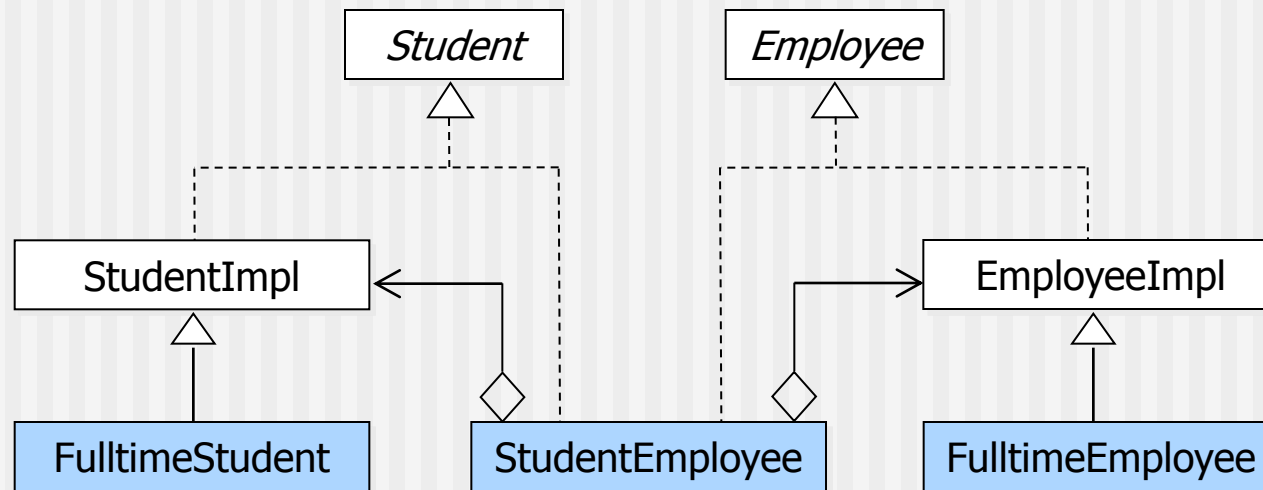 Student
Employee
StudentImpl
EmployeeImpl
FulltimeStudent
StudentEmployee
FulltimeEmployee